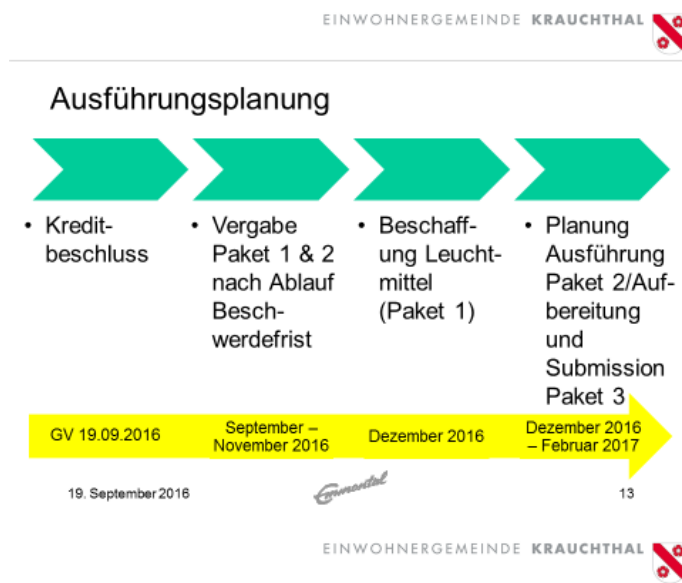 EINWOHNERGEMEINDE KRAUCHTHAL
Ausführungsplanung
• Kredit-
beschluss
• Vergabe
Paket 1 & 2
nach Ablauf
Besch-
werdefrist
• Beschaff-
ung Leucht-
mittel
(Paket 1)
• Planung
Ausführung
Paket 2/Auf-
bereitung
und
Submission
Paket 3
GV 19.09.2016
September –
November 2016
Dezember 2016
Dezember 2016
– Februar 2017
19. September 2016
Emmental
13
EINWOHNERGEMEINDE KRAUCHTHAL